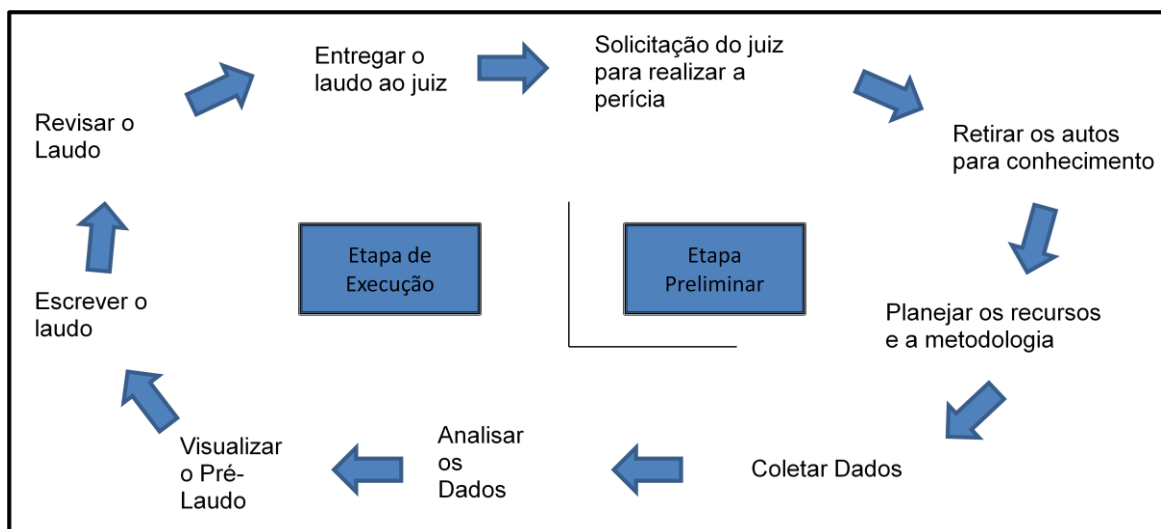 Entregar o
laudo ao juiz
Solicitação do juiz
para realizar a
perícia
Retirar os autos
para conhecimento
Planejar os recursos
e a metodologia
Coletar Dados
Analisar
os
Dados
Visualizar
o Pré-
Laudo
Escrever o
laudo
Revisar o
Laudo
Etapa de
Execução
Etapa
Preliminar